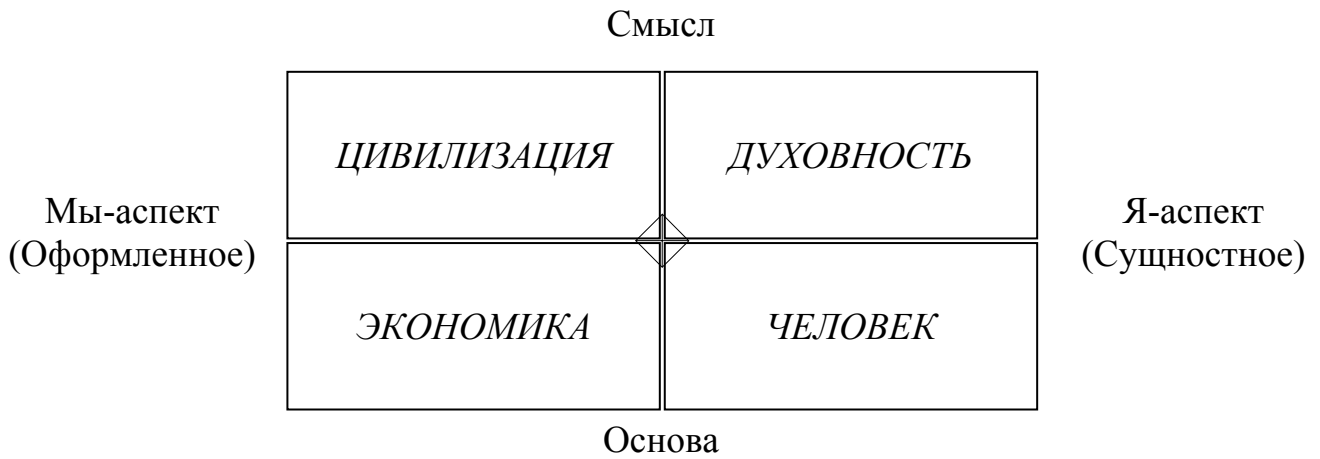 Смысл
ЦИВИЛИЗАЦИЯ
ДУХОВНОСТЬ
Мы-аспект
(Оформленное)
Я-аспект
(Сущностное)
ЭКОНОМИКА
ЧЕЛОВЕК
Основа